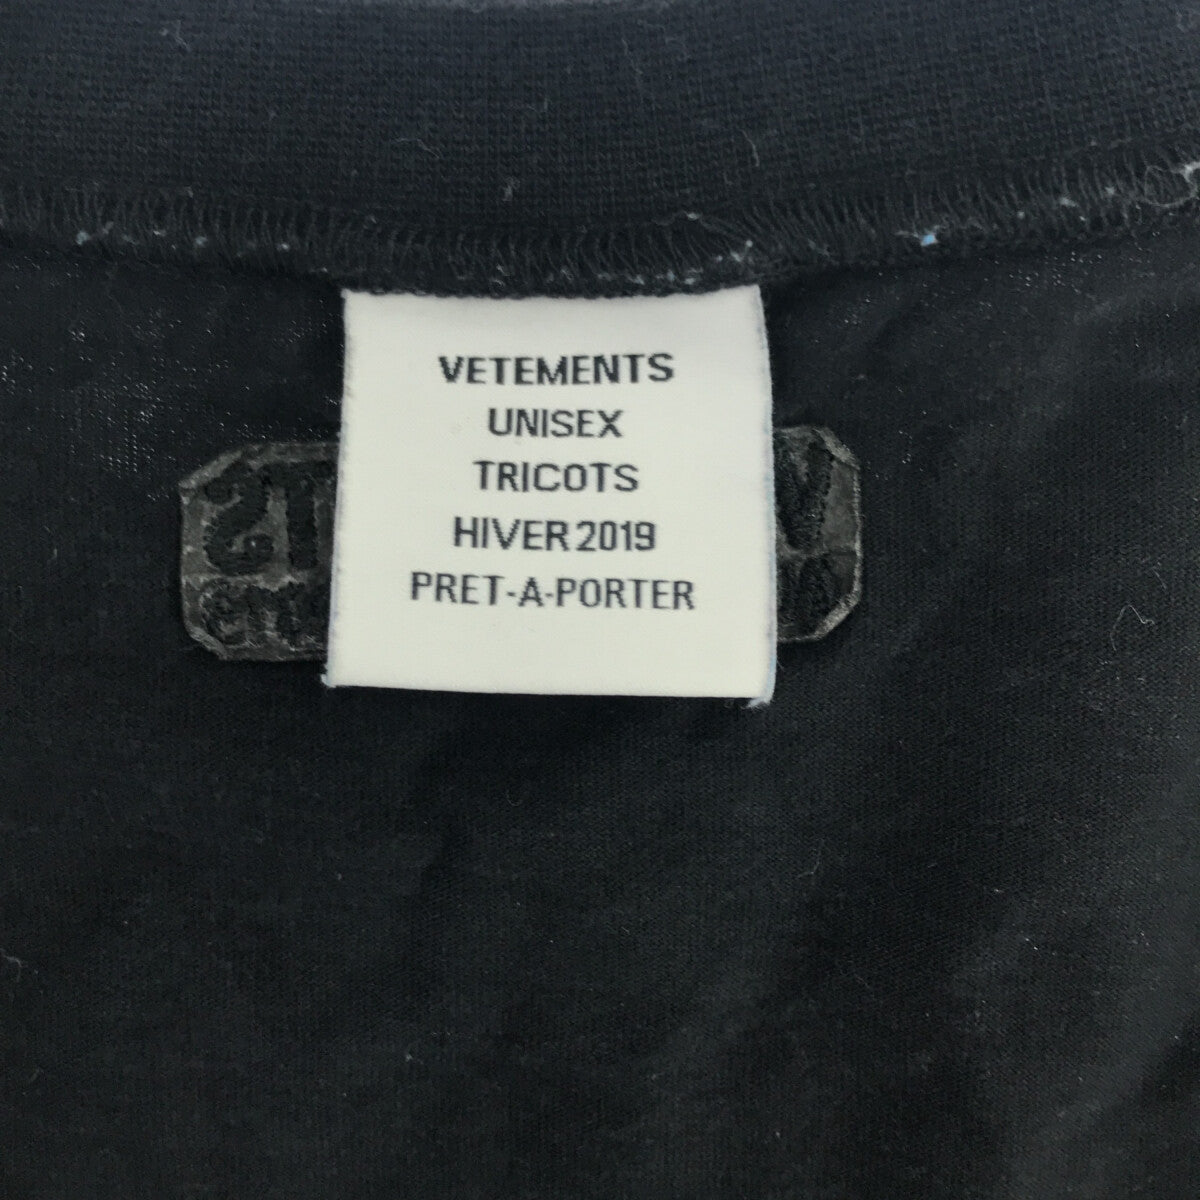 VETEMENTS
UNISEX
TRICOTS
HIVER 2019
PRET-A-PORTER